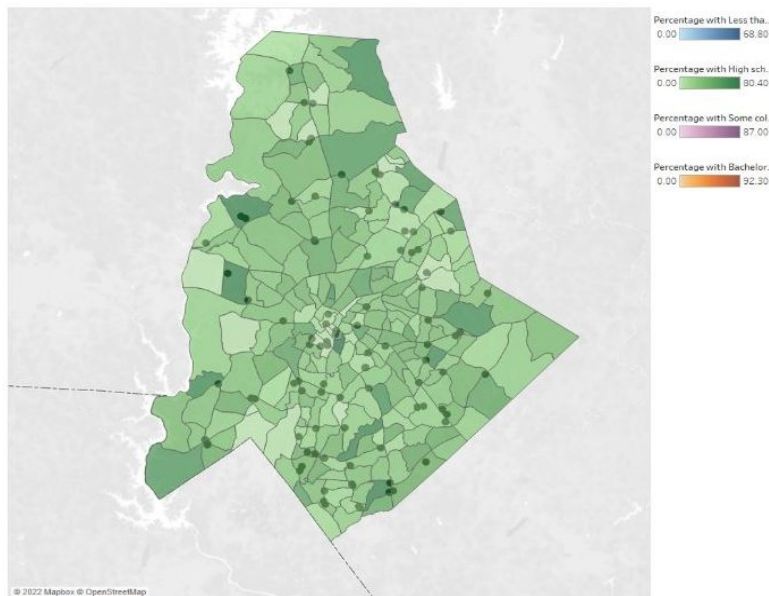 Percentage with Less tha..
0.00 68.80
Percentage with High sch..
0.00 80.40
Percentage with Some col..
0.00 87.00
Percentage with Bachelor..
0.00 92.30
© 2022 Mapbox © OpenStreetMap